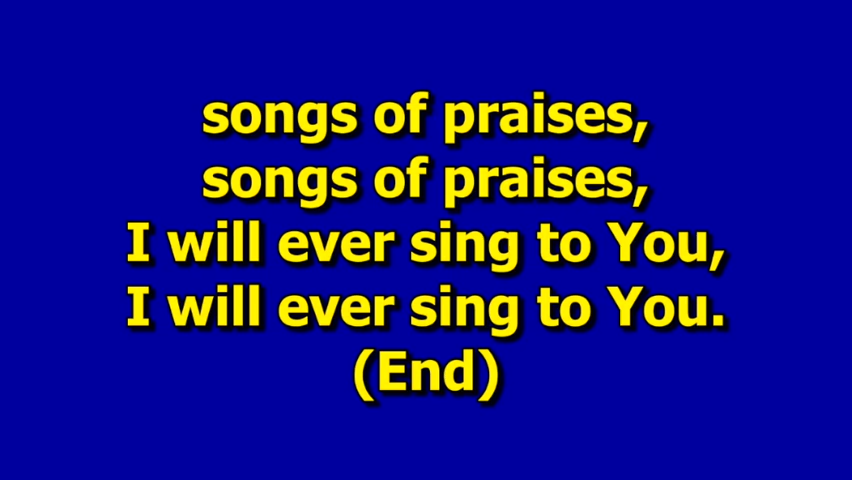 songs of praises,
songs of praises,
I will ever sing to You,
I will ever sing to You.
(End)